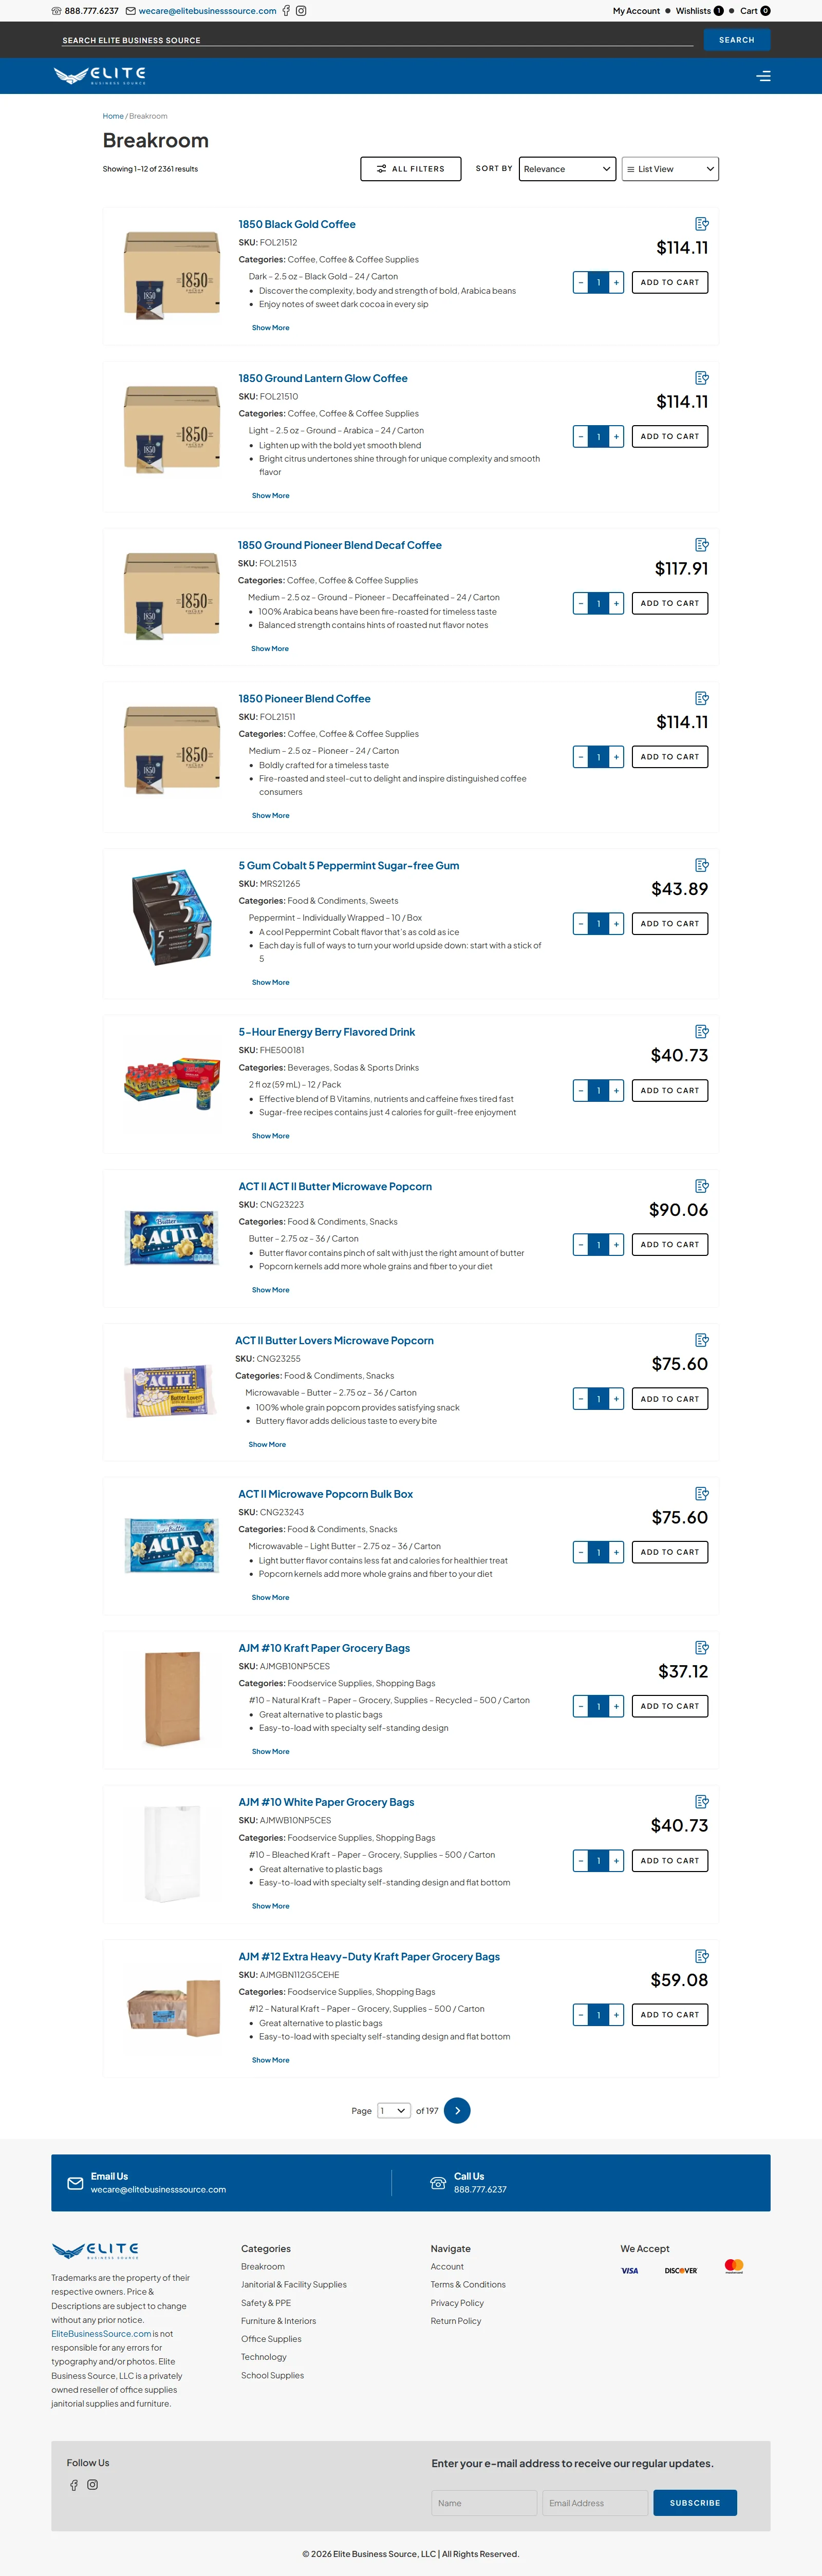 888.777.6237 wecare@elitebusinesssource.com My Account Wishlists 1 Cart 0
SEARCH ELITE BUSINESS SOURCE SEARCH
ELITE
BUSINESS SOURCE
Home / Breakroom
Breakroom
Showing 1–12 of 2361 results ALL FILTERS SORT BY Relevance List View
1850 Black Gold Coffee
SKU: FOL21512
$114.11
Categories: Coffee, Coffee & Coffee Supplies
Dark – 2.5 oz – Black Gold – 24 / Carton
- 1 + ADD TO CART
• Discover the complexity, body and strength of bold, Arabica beans
• Enjoy notes of sweet dark cocoa in every sip
Show More
1850 Ground Lantern Glow Coffee
SKU: FOL21510
$114.11
Categories: Coffee, Coffee & Coffee Supplies
Light – 2.5 oz – Ground – Arabica – 24 / Carton
- 1 + ADD TO CART
• Lighten up with the bold yet smooth blend
• Bright citrus undertones shine through for unique complexity and smooth
flavor
Show More
1850 Ground Pioneer Blend Decaf Coffee
SKU: FOL21513
$117.91
Categories: Coffee, Coffee & Coffee Supplies
Medium – 2.5 oz – Ground – Pioneer – Decaffeinated – 24 / Carton
- 1 + ADD TO CART
• 100% Arabica beans have been fire-roasted for timeless taste
• Balanced strength contains hints of roasted nut flavor notes
Show More
1850 Pioneer Blend Coffee
SKU: FOL21511
$114.11
Categories: Coffee, Coffee & Coffee Supplies
Medium – 2.5 oz – Pioneer – 24 / Carton
- 1 + ADD TO CART
• Boldly crafted for a timeless taste
• Fire-roasted and steel-cut to delight and inspire distinguished coffee
consumers
Show More
5 Gum Cobalt 5 Peppermint Sugar-free Gum
SKU: MRS21265
$43.89
Categories: Food & Condiments, Sweets
Peppermint – Individually Wrapped – 10 / Box
- 1 + ADD TO CART
• A cool Peppermint Cobalt flavor that's as cold as ice
• Each day is full of ways to turn your world upside down: start with a stick of
5
Show More
5-Hour Energy Berry Flavored Drink
SKU: FHE500181
$40.73
Categories: Beverages, Sodas & Sports Drinks
2 fl oz (59 mL) – 12 / Pack
- 1 + ADD TO CART
• Effective blend of B Vitamins, nutrients and caffeine fixes tired fast
• Sugar-free recipes contains just 4 calories for guilt-free enjoyment
Show More
ACT II ACT II Butter Microwave Popcorn
SKU: CNG23223
$90.06
Categories: Food & Condiments, Snacks
Butter – 2.75 oz – 36 / Carton
- 1 + ADD TO CART
• Butter flavor contains pinch of salt with just the right amount of butter
• Popcorn kernels add more whole grains and fiber to your diet
Show More
ACT II Butter Lovers Microwave Popcorn
SKU: CNG23255
$75.60
Categories: Food & Condiments, Snacks
Microwavable – Butter – 2.75 oz – 36 / Carton
- 1 + ADD TO CART
• 100% whole grain popcorn provides satisfying snack
• Buttery flavor adds delicious taste to every bite
Show More
ACT II Microwave Popcorn Bulk Box
SKU: CNG23243
$75.60
Categories: Food & Condiments, Snacks
Microwavable – Light Butter – 2.75 oz – 36 / Carton
- 1 + ADD TO CART
• Light butter flavor contains less fat and calories for healthier treat
• Popcorn kernels add more whole grains and fiber to your diet
Show More
AJM #10 Kraft Paper Grocery Bags
SKU: AJMGB10NP5CES
$37.12
Categories: Foodservice Supplies, Shopping Bags
#10 – Natural Kraft – Paper – Grocery, Supplies – Recycled – 500 / Carton
- 1 + ADD TO CART
• Great alternative to plastic bags
• Easy-to-load with specialty self-standing design
Show More
AJM #10 White Paper Grocery Bags
SKU: AJMWB10NP5CES
$40.73
Categories: Foodservice Supplies, Shopping Bags
#10 – Bleached Kraft – Paper – Grocery, Supplies – 500 / Carton
- 1 + ADD TO CART
• Great alternative to plastic bags
• Easy-to-load with specialty self-standing design and flat bottom
Show More
AJM #12 Extra Heavy-Duty Kraft Paper Grocery Bags
SKU: AJMGBN112G5CEHE
$59.08
Categories: Foodservice Supplies, Shopping Bags
#12 – Natural Kraft – Paper – Grocery, Supplies – 500 / Carton
- 1 + ADD TO CART
• Great alternative to plastic bags
• Easy-to-load with specialty self-standing design and flat bottom
Show More
Page 1 of 197
Email Us
wecare@elitebusinesssource.com
Call Us
888.777.6237
ELITE
BUSINESS SOURCE
Trademarks are the property of their
respective owners. Price &
Descriptions are subject to change
without any prior notice.
EliteBusinessSource.com is not
responsible for any errors for
typography and/or photos. Elite
Business Source, LLC is a privately
owned reseller of office supplies
janitorial supplies and furniture.
Categories
Breakroom
Janitorial & Facility Supplies
Safety & PPE
Furniture & Interiors
Office Supplies
Technology
School Supplies
Navigate
Account
Terms & Conditions
Privacy Policy
Return Policy
We Accept
VISA DISCOVER
Follow Us
Enter your e-mail address to receive our regular updates.
Name Email Address SUBSCRIBE
© 2026 Elite Business Source, LLC | All Rights Reserved.